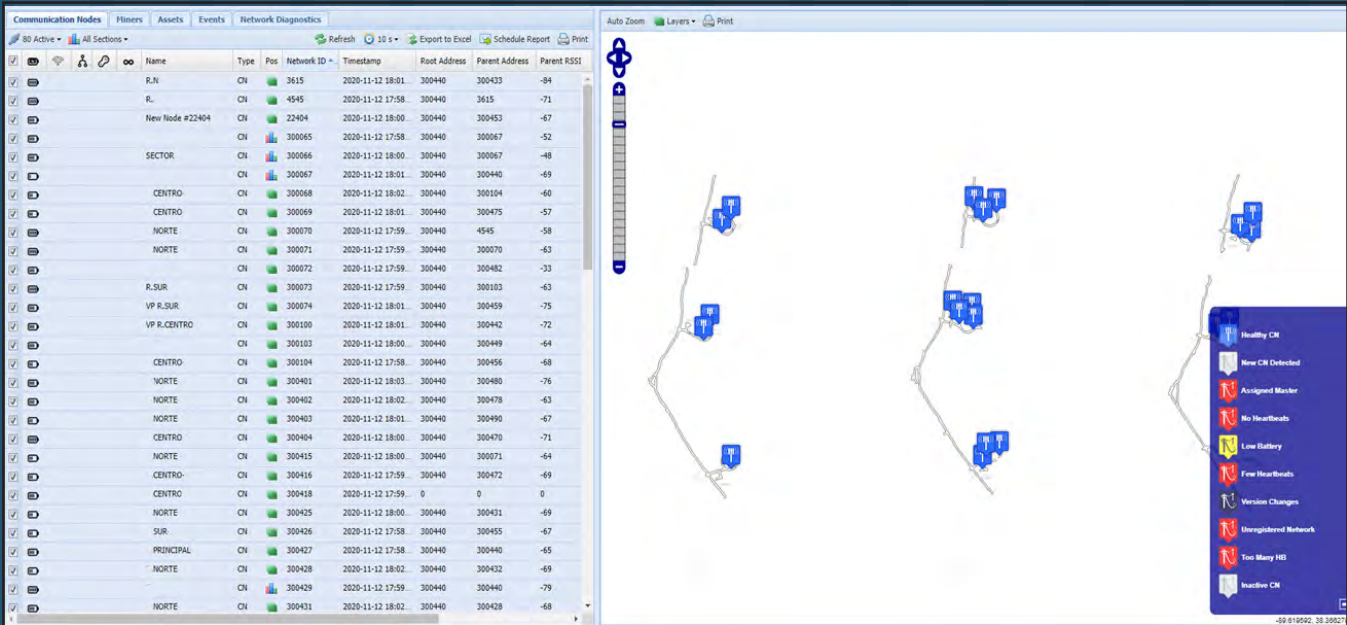 Communication Nodes Miners Assets Events Network Diagnostics
80 Active All Sections Refresh 10 s Export to Excel Schedule Report Print
Name Type Pos Network ID Timestamp Root Address Parent Address Parent RSSI
R.N CN 3615 2020-11-12 18:01... 300440 300433 -84
R.. CN 4545 2020-11-12 17:58... 300440 3615 -71
New Node #22404 CN 22404 2020-11-12 18:00... 300440 300453 -67
CN 300065 2020-11-12 17:58... 300440 300067 -52
SECTOR CN 300066 2020-11-12 18:00... 300440 300067 -48
CN 300067 2020-11-12 18:01... 300440 300440 -69
CENTRO CN 300068 2020-11-12 18:02... 300440 300104 -60
CENTRO CN 300069 2020-11-12 18:01... 300440 300475 -57
NORTE CN 300070 2020-11-12 17:59... 300440 4545 -58
NORTE CN 300071 2020-11-12 17:59... 300440 300070 -63
CN 300072 2020-11-12 17:59... 300440 300482 -33
R.SUR CN 300073 2020-11-12 17:59... 300440 300103 -63
VP R.SUR CN 300074 2020-11-12 18:01... 300440 300459 -75
VP R.CENTRO CN 300100 2020-11-12 18:01... 300440 300442 -72
CN 300103 2020-11-12 18:00... 300440 300449 -64
CENTRO CN 300104 2020-11-12 17:58... 300440 300456 -68
NORTE CN 300401 2020-11-12 18:03... 300440 300480 -76
NORTE CN 300402 2020-11-12 18:02... 300440 300478 -63
NORTE CN 300403 2020-11-12 18:01... 300440 300490 -67
CENTRO CN 300404 2020-11-12 18:00... 300440 300470 -71
NORTE CN 300415 2020-11-12 18:00... 300440 300071 -64
CENTRO- CN 300416 2020-11-12 17:59... 300440 300472 -69
CENTRO CN 300418 2020-11-12 17:59... 0 0 0
NORTE CN 300425 2020-11-12 18:00... 300440 300431 -69
SUR CN 300426 2020-11-12 17:58... 300440 300455 -67
PRINCIPAL CN 300427 2020-11-12 17:58... 300440 300440 -65
NORTE CN 300428 2020-11-12 18:02... 300440 300432 -69
CN 300429 2020-11-12 17:59... 300440 300440 -79
NORTE CN 300431 2020-11-12 18:02... 300440 300428 -68
Auto Zoom Layers Print
Healthy CN
New CN Detected
Assigned Master
No Heartbeats
Low Battery
Few Heartbeats
Version Changes
Unregistered Network
Too Many HB
Inactive CN